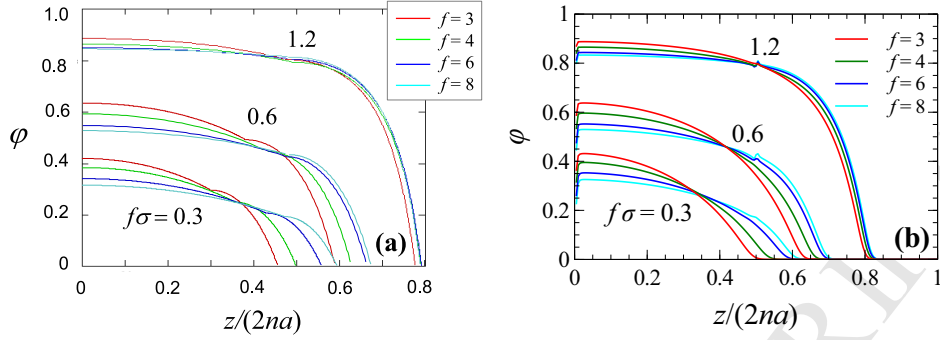 1.0
0.8
0.6
0.4
0.2
0
φ
0
0.2
0.4
0.6
0.8
z/(2na)
1.2
0.6
fσ = 0.3
(a)
f = 3
f = 4
f = 6
f = 8
1
0.8
0.6
0.4
0.2
0
φ
0
0.2
0.4
0.6
0.8
1
z/(2na)
1.2
0.6
fσ = 0.3
(b)
f = 3
f = 4
f = 6
f = 8